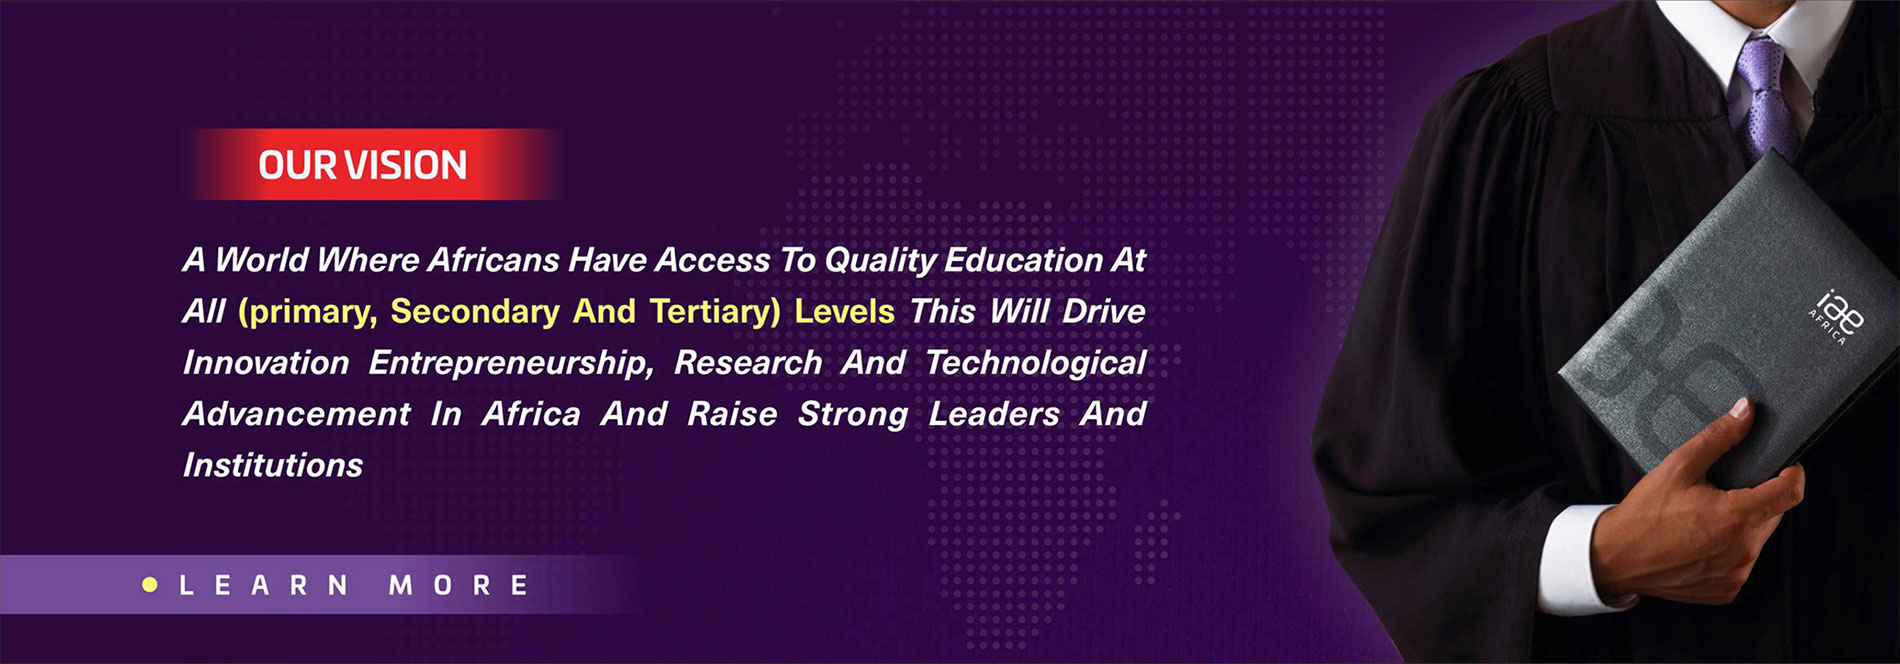 OUR VISION
A World Where Africans Have Access To Quality Education At
All (primary, Secondary And Tertiary) Levels This Will Drive
Innovation Entrepreneurship, Research And Technological
Advancement In Africa And Raise Strong Leaders And
Institutions
LEARN MORE
iae
AFRICA